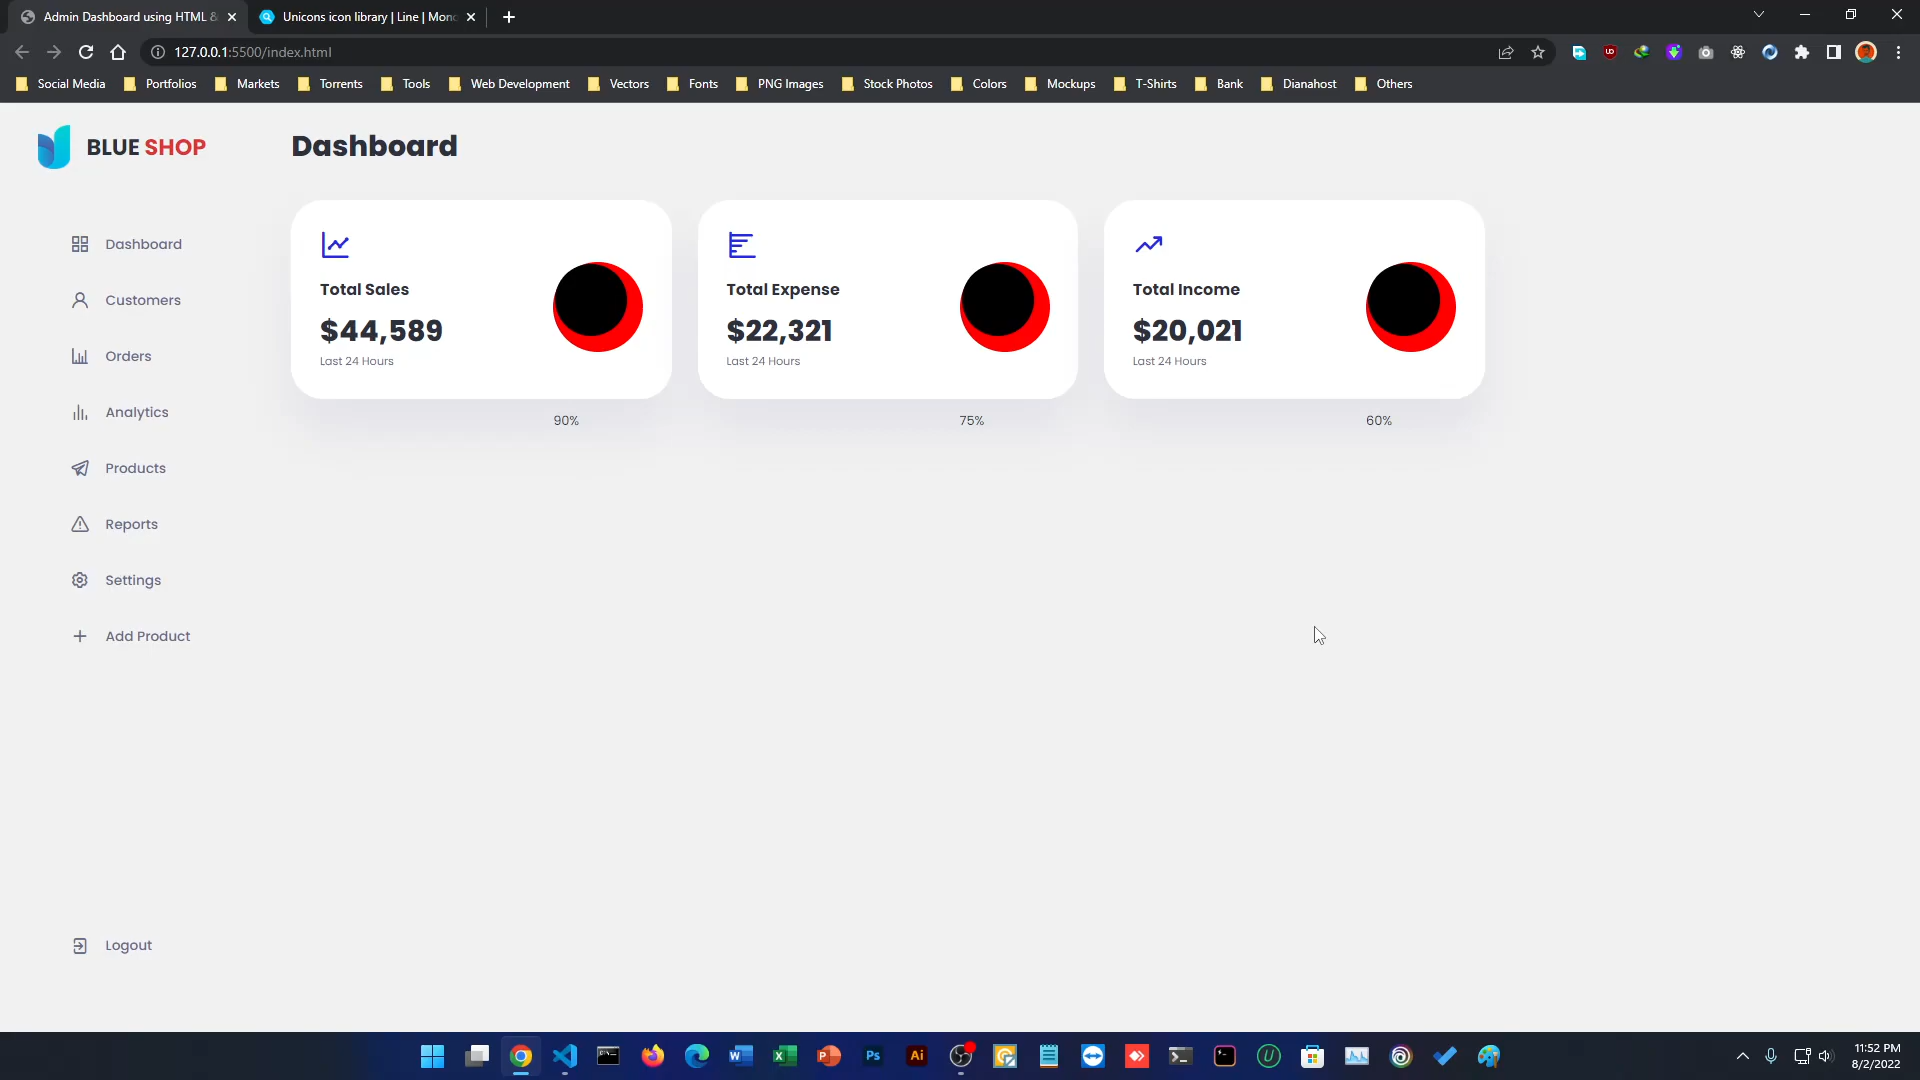 Admin Dashboard using HTML &
Unicons icon library | Line | Mono
127.0.0.1:5500/index.html
Social Media
Portfolios
Markets
Torrents
Tools
Web Development
Vectors
Fonts
PNG Images
Stock Photos
Colors
Mockups
T-Shirts
Bank
Dianahost
Others
BLUE SHOP
Dashboard
Dashboard
Customers
Orders
Analytics
Products
Reports
Settings
Add Product
Logout
Total Sales
$44,589
Last 24 Hours
90%
Total Expense
$22,321
Last 24 Hours
75%
Total Income
$20,021
Last 24 Hours
60%
11:52 PM
8/2/2022